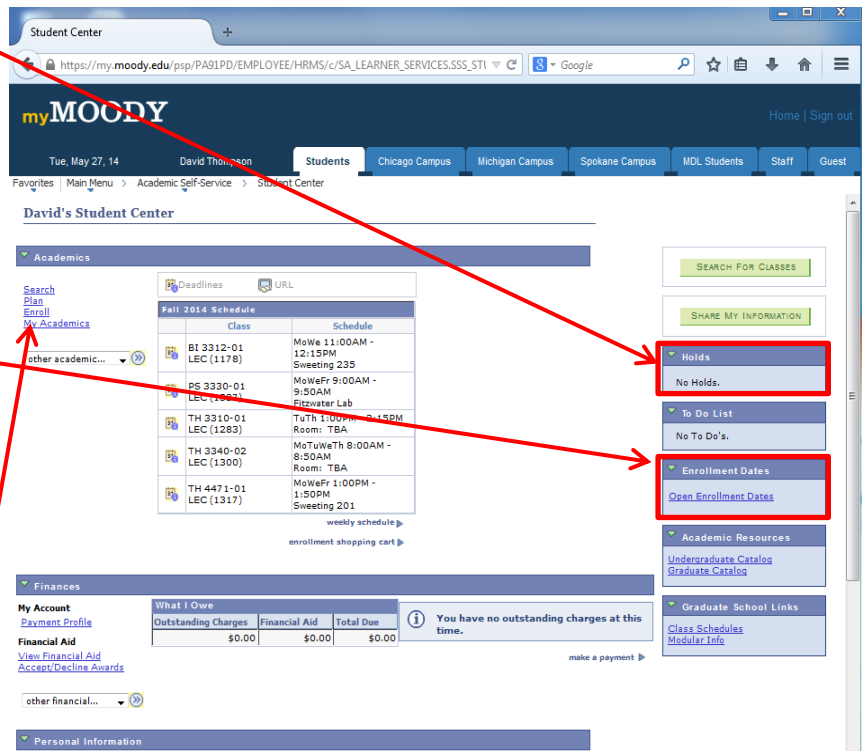 Student Center
https://my.moody.edu/psp/PA91PD/EMPLOYEE/HRMS/c/SA_LEARNER_SERVICES.SSS_STU
Google
myMOODY
Home | Sign out
Tue, May 27, 14 David Thompson Students Chicago Campus Michigan Campus Spokane Campus MDL Students Staff Guest
Favorites Main Menu > Academic Self-Service > Student Center
David's Student Center
Academics
Search
Plan
Enroll
My Academics
other academic...
Deadlines URL
Fall 2014 Schedule
Class Schedule
BI 3312-01
LEC (1178)
MoWe 11:00AM -
12:15PM
Sweeting 235
PS 3330-01
LEC
MoWeFr 9:00AM -
9:50AM
Fitzwater Lab
TH 3310-01
LEC (1283)
TuTh 1:00PM - 2:15PM
Room: TBA
TH 3340-02
LEC (1300)
MoTuWeTh 8:00AM -
8:50AM
Room: TBA
TH 4471-01
LEC (1317)
MoWeFr 1:00PM -
1:50PM
Sweeting 201
weekly schedule
enrollment shopping cart
SEARCH FOR CLASSES
SHARE MY INFORMATION
Holds
No Holds.
To Do List
No To Do's.
Enrollment Dates
Open Enrollment Dates
Academic Resources
Undergraduate Catalog
Graduate Catalog
Graduate School Links
Class Schedules
Modular Info
Finances
My Account
Payment Profile
Financial Aid
View Financial Aid
Accept/Decline Awards
other financial...
What I Owe
Outstanding Charges Financial Aid Total Due
$0.00 $0.00 $0.00
You have no outstanding charges at this
time.
make a payment
Personal Information